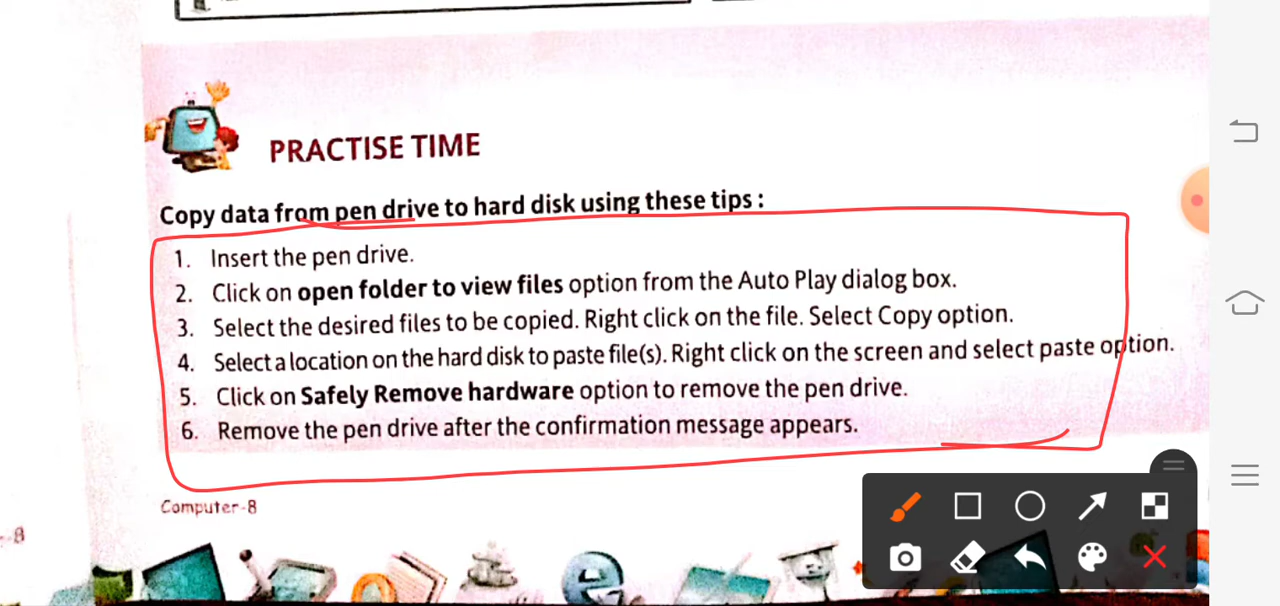 PRACTISE TIME
Copy data from pen drive to hard disk using these tips :
1. Insert the pen drive.
2. Click on open folder to view files option from the Auto Play dialog box.
3. Select the desired files to be copied. Right click on the file. Select Copy option.
4. Select a location on the hard disk to paste file(s). Right click on the screen and select paste option.
5. Click on Safely Remove hardware option to remove the pen drive.
6. Remove the pen drive after the confirmation message appears.
Computer-8
-8